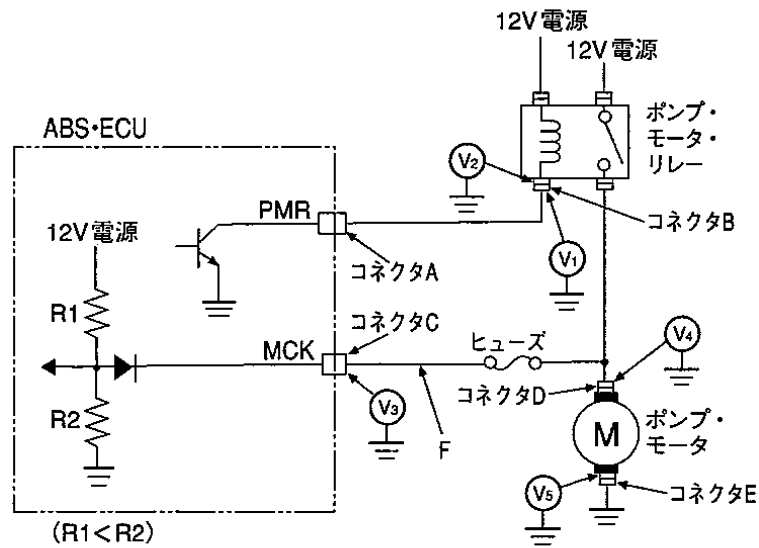 12V電源
12V電源
ABS・ECU
ポンプ・
モータ・
リレー
V2
PMR
コネクタB
12V電源
コネクタA
V1
R1
コネクタC
ヒューズ
V4
MCK
コネクタD
V3
R2
F
M
ポンプ・
モータ
V5
コネクタE
(R1<R2)